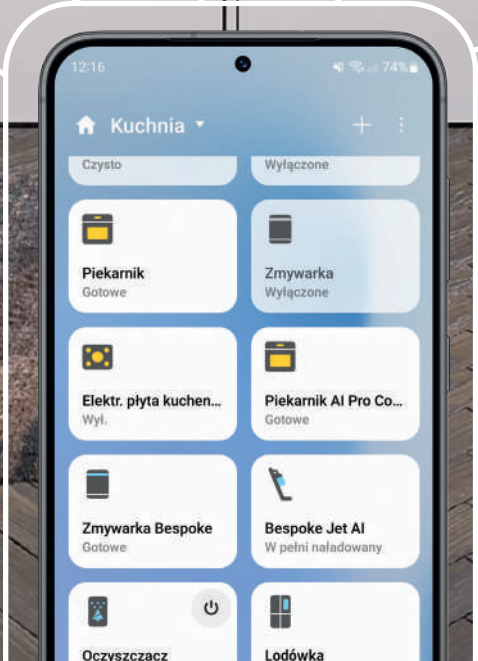 12:16
74%
Kuchnia
Czysto
Wyłączone
Piekarnik
Gotowe
Zmywarka
Wyłączone
Elektr. płyta kuchen...
Wył.
Piekarnik AI Pro Co...
Gotowe
Zmywarka Bespoke
Gotowe
Bespoke Jet AI
W pełni naładowany
Oczyszczacz
Lodówka